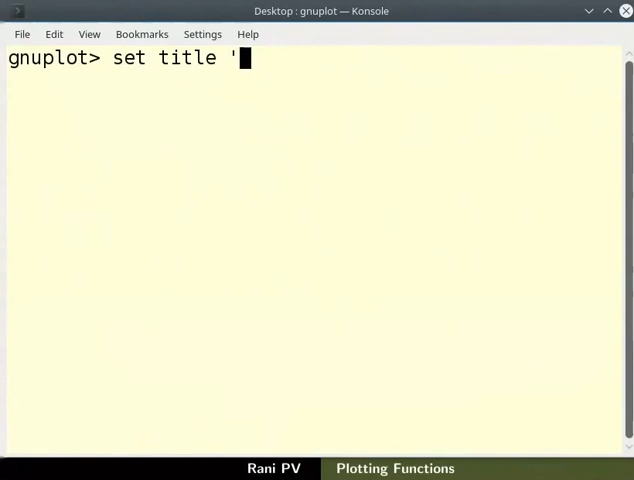 Desktop : gnuplot — Konsole
File Edit View Bookmarks Settings Help
gnuplot> set title '
Rani PV Plotting Functions